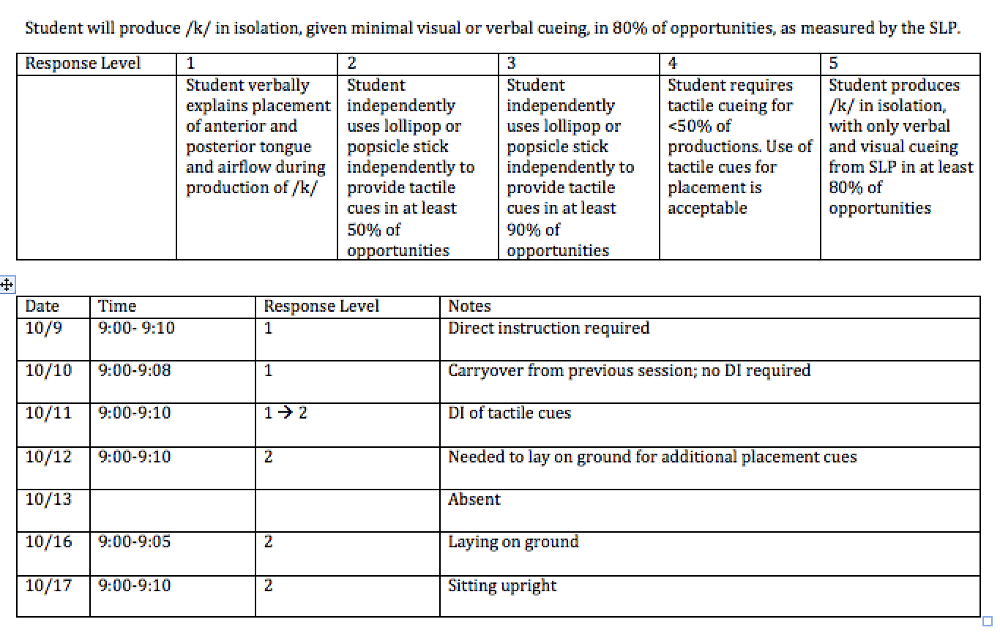 Student will produce /k/ in isolation, given minimal visual or verbal cueing, in 80% of opportunities, as measured by the SLP.
Response Level 1 2 3 4 5
Student verbally
explains placement
of anterior and
posterior tongue
and airflow during
production of /k/
Student
independently
uses lollipop or
popsicle stick
independently to
provide tactile
cues in at least
50% of
opportunities
Student
independently
uses lollipop or
popsicle stick
independently to
provide tactile
cues in at least
90% of
opportunities
Student requires
tactile cueing for
<50% of
productions. Use of
tactile cues for
placement is
acceptable
Student produces
/k/ in isolation,
with only verbal
and visual cueing
from SLP in at least
80% of
opportunities
Date Time Response Level Notes
10/9 9:00- 9:10 1 Direct instruction required
10/10 9:00-9:08 1 Carryover from previous session; no DI required
10/11 9:00-9:10 1 → 2 DI of tactile cues
10/12 9:00-9:10 2 Needed to lay on ground for additional placement cues
10/13 Absent
10/16 9:00-9:05 2 Laying on ground
10/17 9:00-9:10 2 Sitting upright